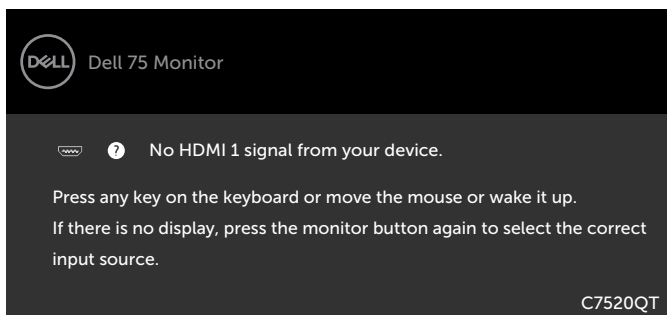 DELL Dell 75 Monitor
? No HDMI 1 signal from your device.
Press any key on the keyboard or move the mouse or wake it up.
If there is no display, press the monitor button again to select the correct
input source.
C7520QT